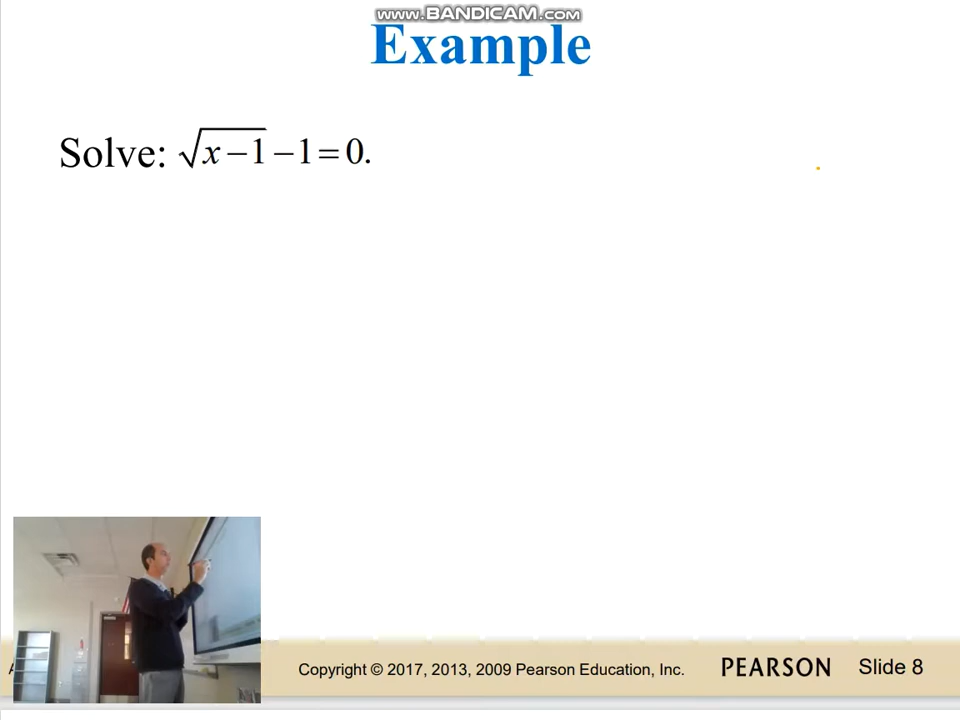 www.BANDICAM.com
Example
Solve: √x−1 −1=0.
Copyright © 2017, 2013, 2009 Pearson Education, Inc.
PEARSON
Slide 8